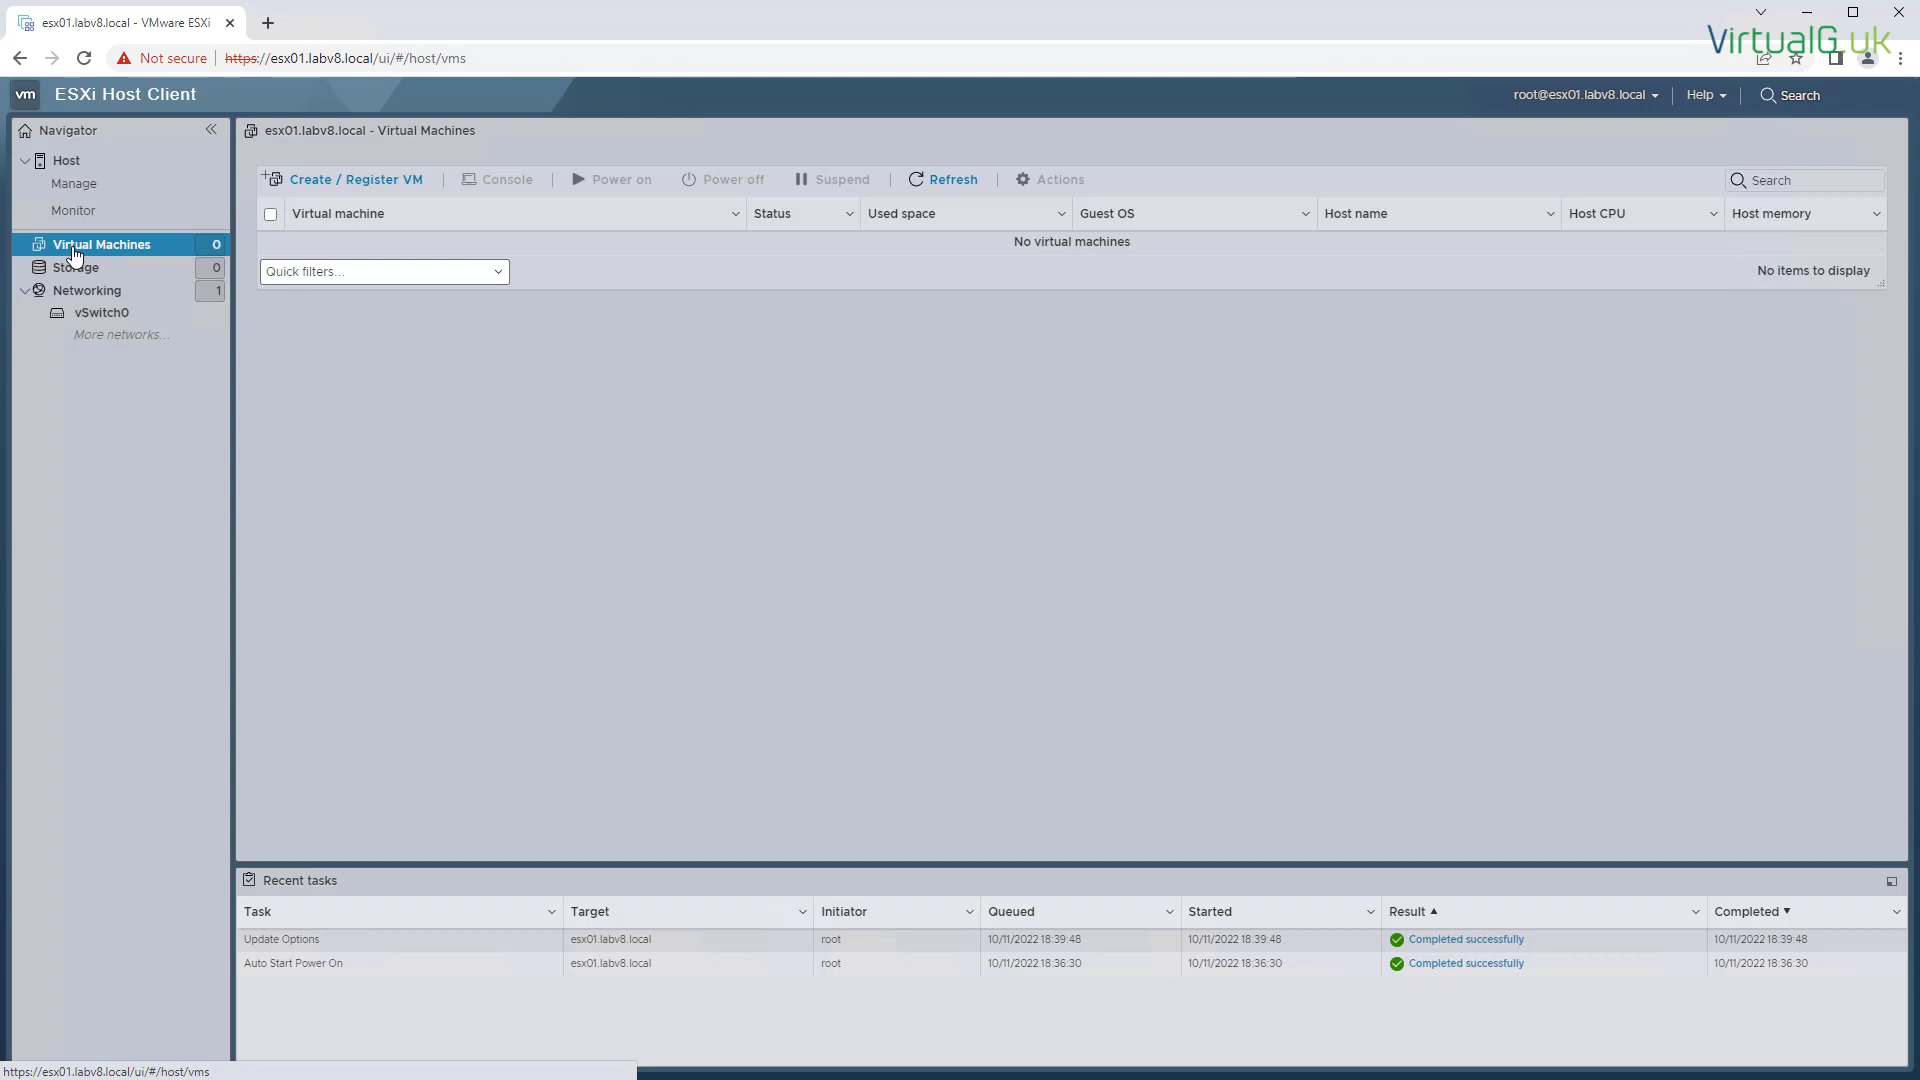 esx01.labv8.local - VMware ESXi
VirtualG.uk
Not secure https://esx01.labv8.local/ui/#/host/vms
vm ESXi Host Client root@esx01.labv8.local Help Search
Navigator
Host
Manage
Monitor
Virtual Machines 0
Storage 0
Networking 1
vSwitch0
More networks...
esx01.labv8.local - Virtual Machines
Create / Register VM Console Power on Power off Suspend Refresh Actions Search
Virtual machine Status Used space Guest OS Host name Host CPU Host memory
No virtual machines
Quick filters... No items to display
Recent tasks
Task Target Initiator Queued Started Result Completed
Update Options esx01.labv8.local root 10/11/2022 18:39:48 10/11/2022 18:39:48 Completed successfully 10/11/2022 18:39:48
Auto Start Power On esx01.labv8.local root 10/11/2022 18:36:30 10/11/2022 18:36:30 Completed successfully 10/11/2022 18:36:30
https://esx01.labv8.local/ui/#/host/vms